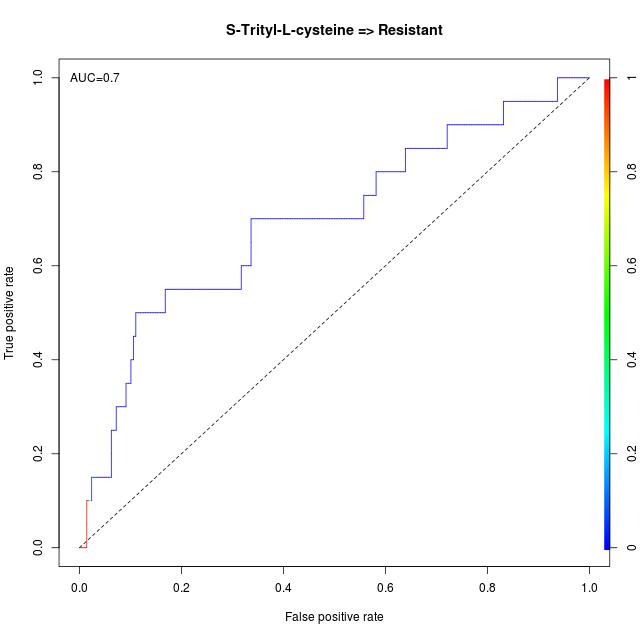 S-Trityl-L-cysteine => Resistant
AUC=0.7
True positive rate
1.0
0.8
0.6
0.4
0.2
0.0
0.0 0.2 0.4 0.6 0.8 1.0
False positive rate
1
0.8
0.6
0.4
0.2
0